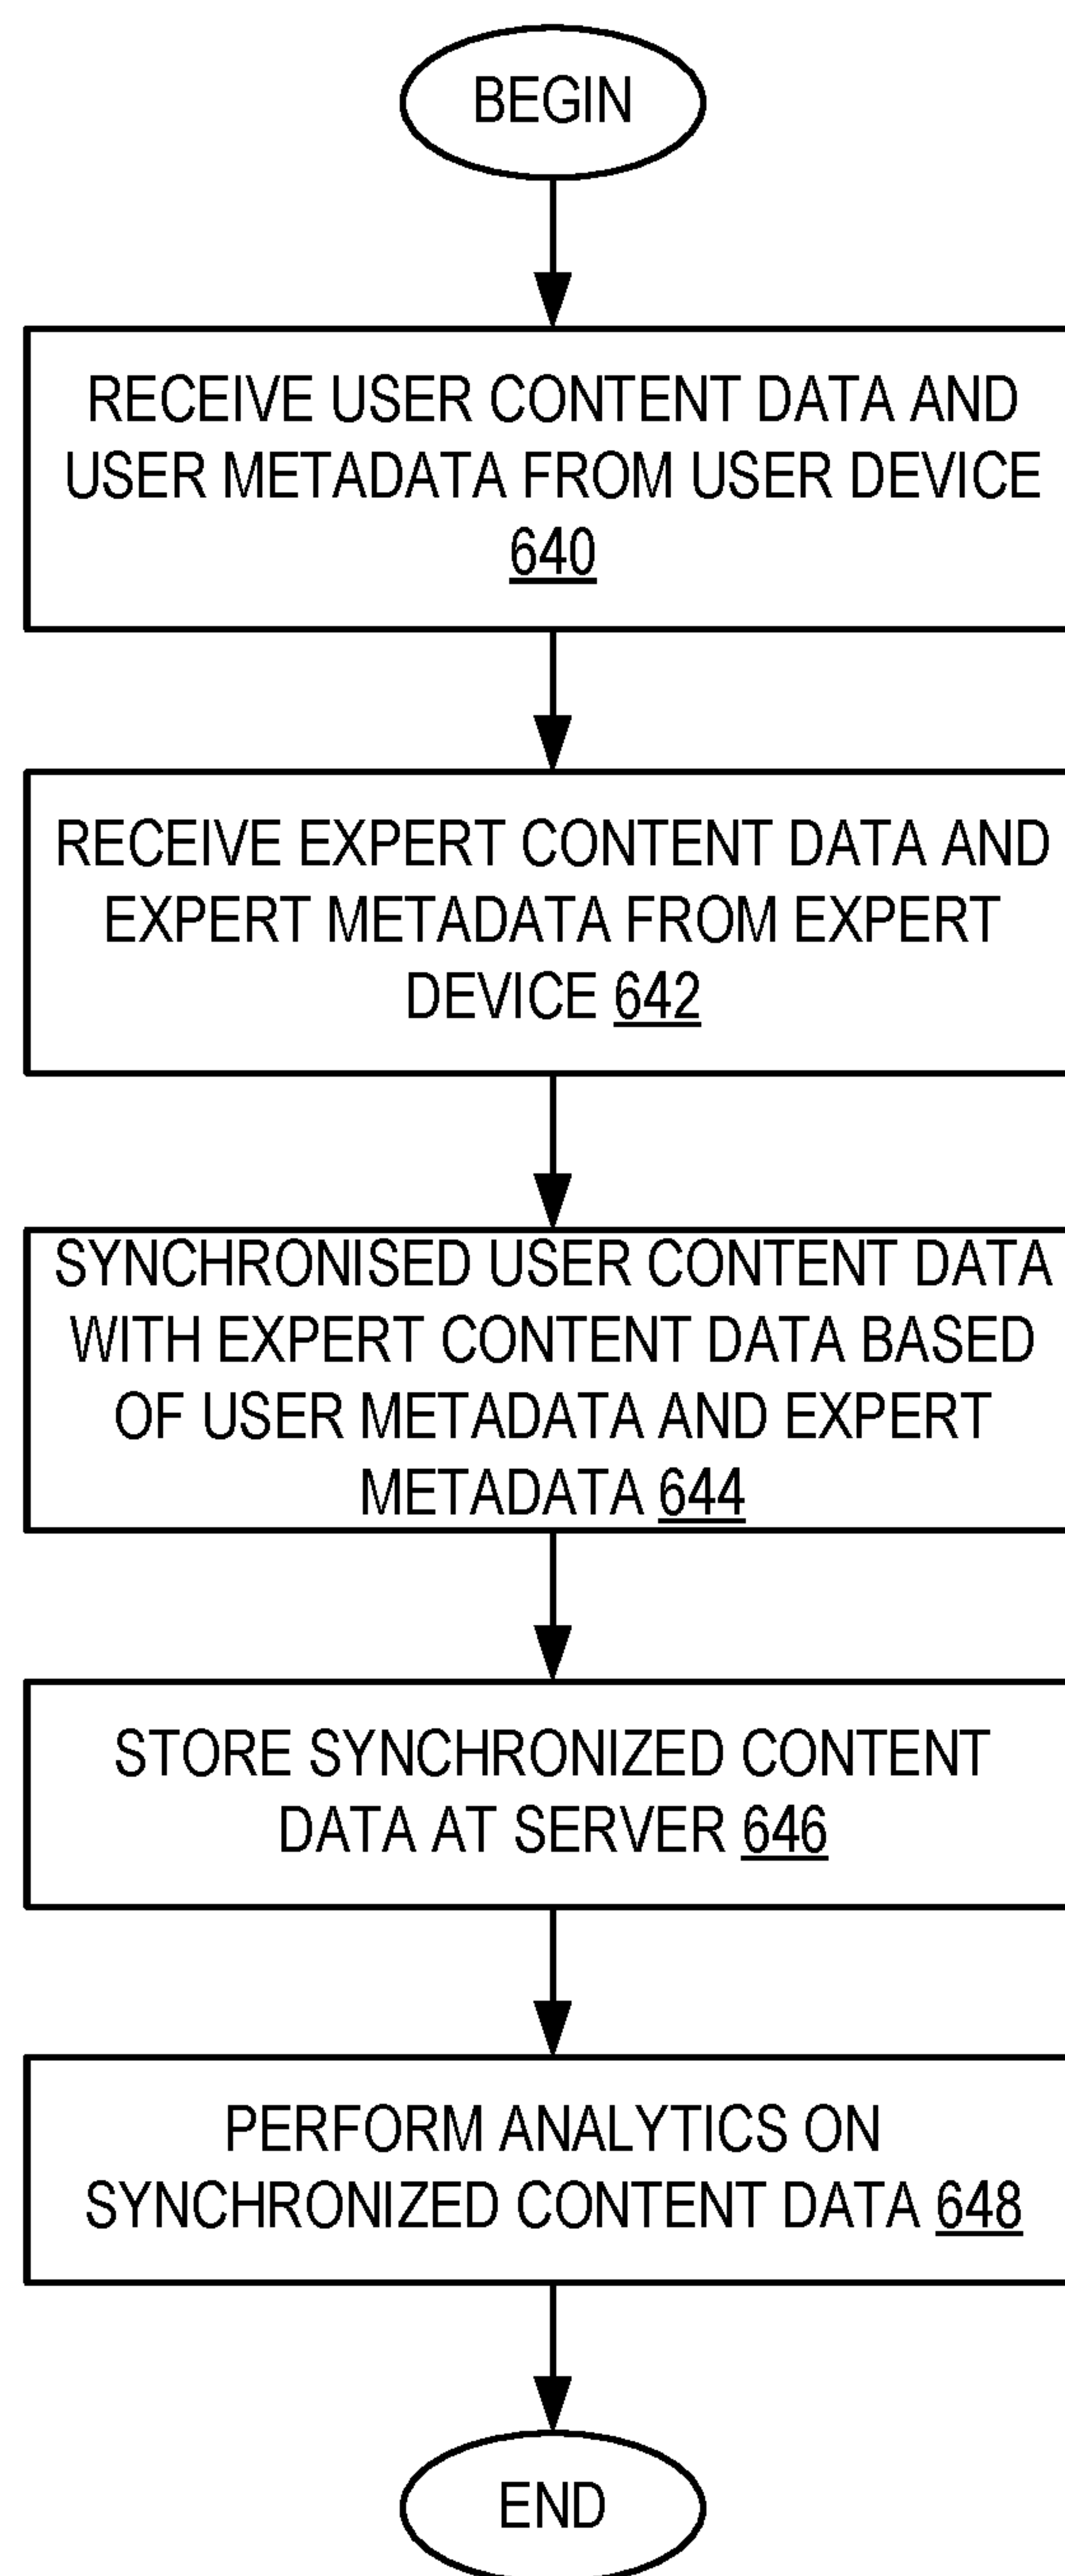 BEGIN
RECEIVE USER CONTENT DATA AND
USER METADATA FROM USER DEVICE
640
RECEIVE EXPERT CONTENT DATA AND
EXPERT METADATA FROM EXPERT
DEVICE 642
SYNCHRONISED USER CONTENT DATA
WITH EXPERT CONTENT DATA BASED
OF USER METADATA AND EXPERT
METADATA 644
STORE SYNCHRONIZED CONTENT
DATA AT SERVER 646
PERFORM ANALYTICS ON
SYNCHRONIZED CONTENT DATA 648
END